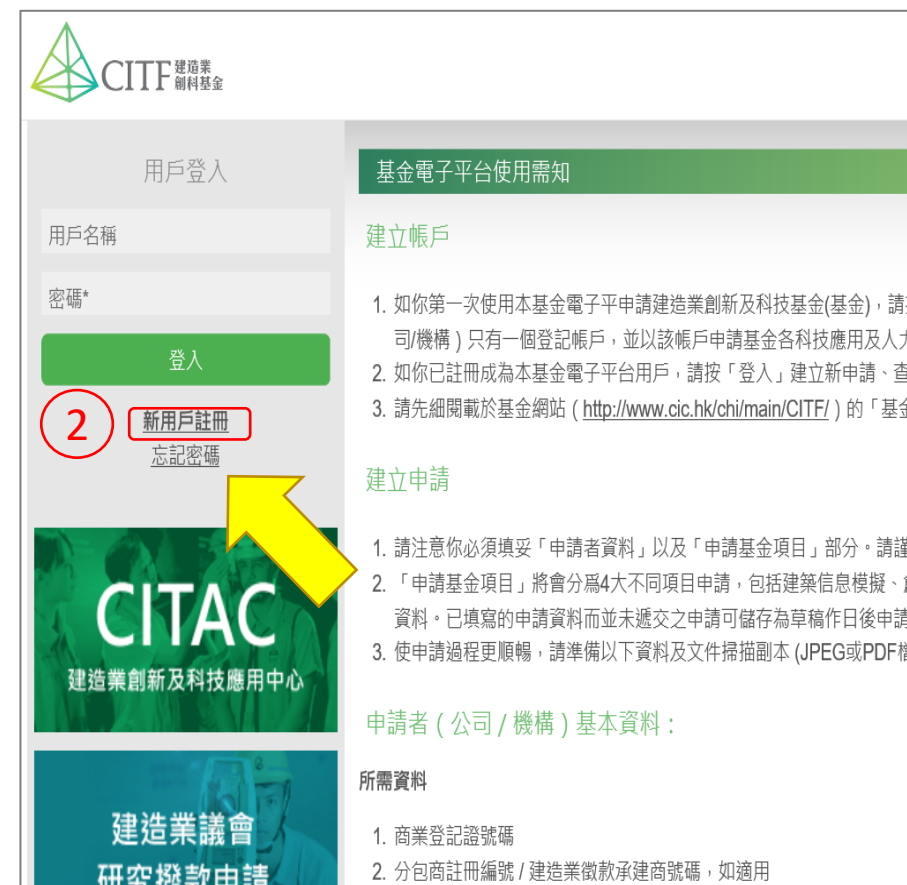 CITF 建造業
創科基金
用戶登入
用戶名稱
密碼*
登入
2
新用戶註冊
忘記密碼
CITAC
建造業創新及科技應用中心
建造業議會
研究撥款申請
基金電子平台使用需知
建立帳戶
1. 如你第一次使用本基金電子平申請建造業創新及科技基金(基金)，請
司/機構 ) 只有一個登記帳戶，並以該帳戶申請基金各科技應用及人
2. 如你已註冊成為本基金電子平台用戶，請按「登入」建立新申請、查
3. 請先細閱載於基金網站 ( http://www.cic.hk/chi/main/CITF/ ) 的「基金
建立申請
1. 請注意你必須填妥「申請者資料」以及「申請基金項目」部分。請謹
2. 「申請基金項目」將會分爲4大不同項目申請，包括建築信息模擬、
資料。已填寫的申請資料而並未遞交之申請可儲存為草稿作日後申請
3. 使申請過程更順暢，請準備以下資料及文件掃描副本 (JPEG或PDF檔
申請者 ( 公司 / 機構 ) 基本資料：
所需資料
1. 商業登記證號碼
2. 分包商註冊編號 / 建造業徵款承建商號碼，如適用